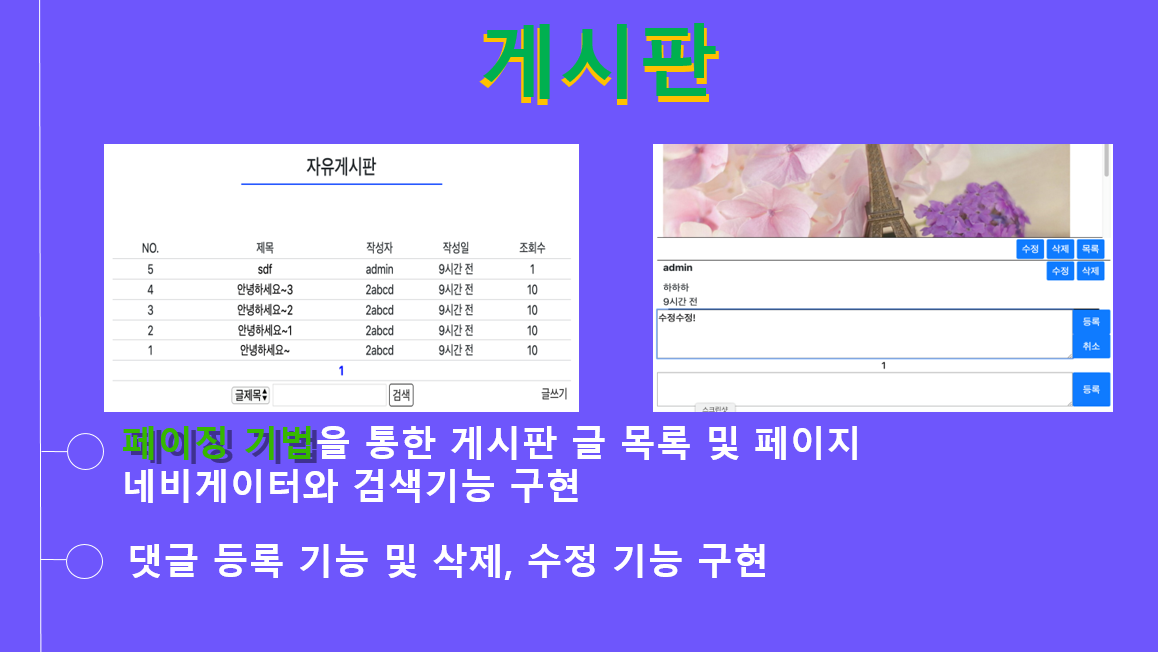 게시판
자유게시판
NO. 제목 작성자 작성일 조회수
5 sdf admin 9시간 전 1
4 안녕하세요~3 2abcd 9시간 전 10
3 안녕하세요~2 2abcd 9시간 전 10
2 안녕하세요~1 2abcd 9시간 전 10
1 안녕하세요~ 2abcd 9시간 전 10
1
글제목 검색 글쓰기
수정 삭제 목록
admin 수정 삭제
하하하
9시간 전
수정수정! 등록
취소
1
등록
스크린샷
페이징 기법을 통한 게시판 글 목록 및 페이지
네비게이터와 검색기능 구현
댓글 등록 기능 및 삭제, 수정 기능 구현